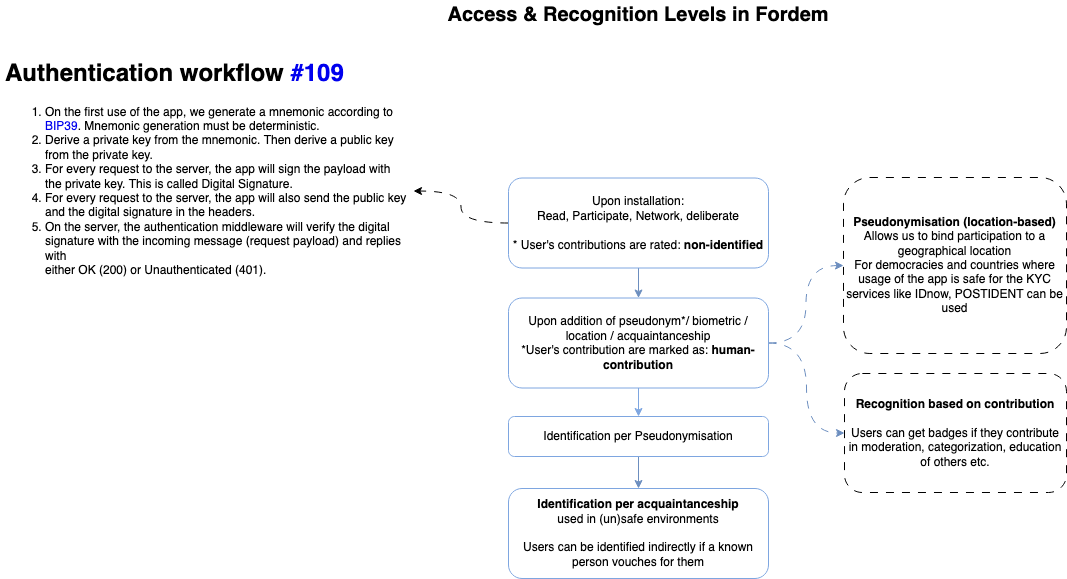 Access & Recognition Levels in Fordem
Authentication workflow #109
1. On the first use of the app, we generate a mnemonic according to
BIP39. Mnemonic generation must be deterministic.
2. Derive a private key from the mnemonic. Then derive a public key
from the private key.
3. For every request to the server, the app will sign the payload with
the private key. This is called Digital Signature.
4. For every request to the server, the app will also send the public key
and the digital signature in the headers.
5. On the server, the authentication middleware will verify the digital
signature with the incoming message (request payload) and replies
with
either OK (200) or Unauthenticated (401).
Upon installation:
Read, Participate, Network, deliberate
* User's contributions are rated: non-identified
Upon addition of pseudonym*/ biometric /
location / acquaintanceship
*User's contribution are marked as: human-
contribution
Identification per Pseudonymisation
Identification per acquaintanceship
used in (un)safe environments
Users can be identified indirectly if a known
person vouches for them
Pseudonymisation (location-based)
Allows us to bind participation to a
geographical location
For democracies and countries where
usage of the app is safe for the KYC
services like IDnow, POSTIDENT can be
used
Recognition based on contribution
Users can get badges if they contribute
in moderation, categorization, education
of others etc.